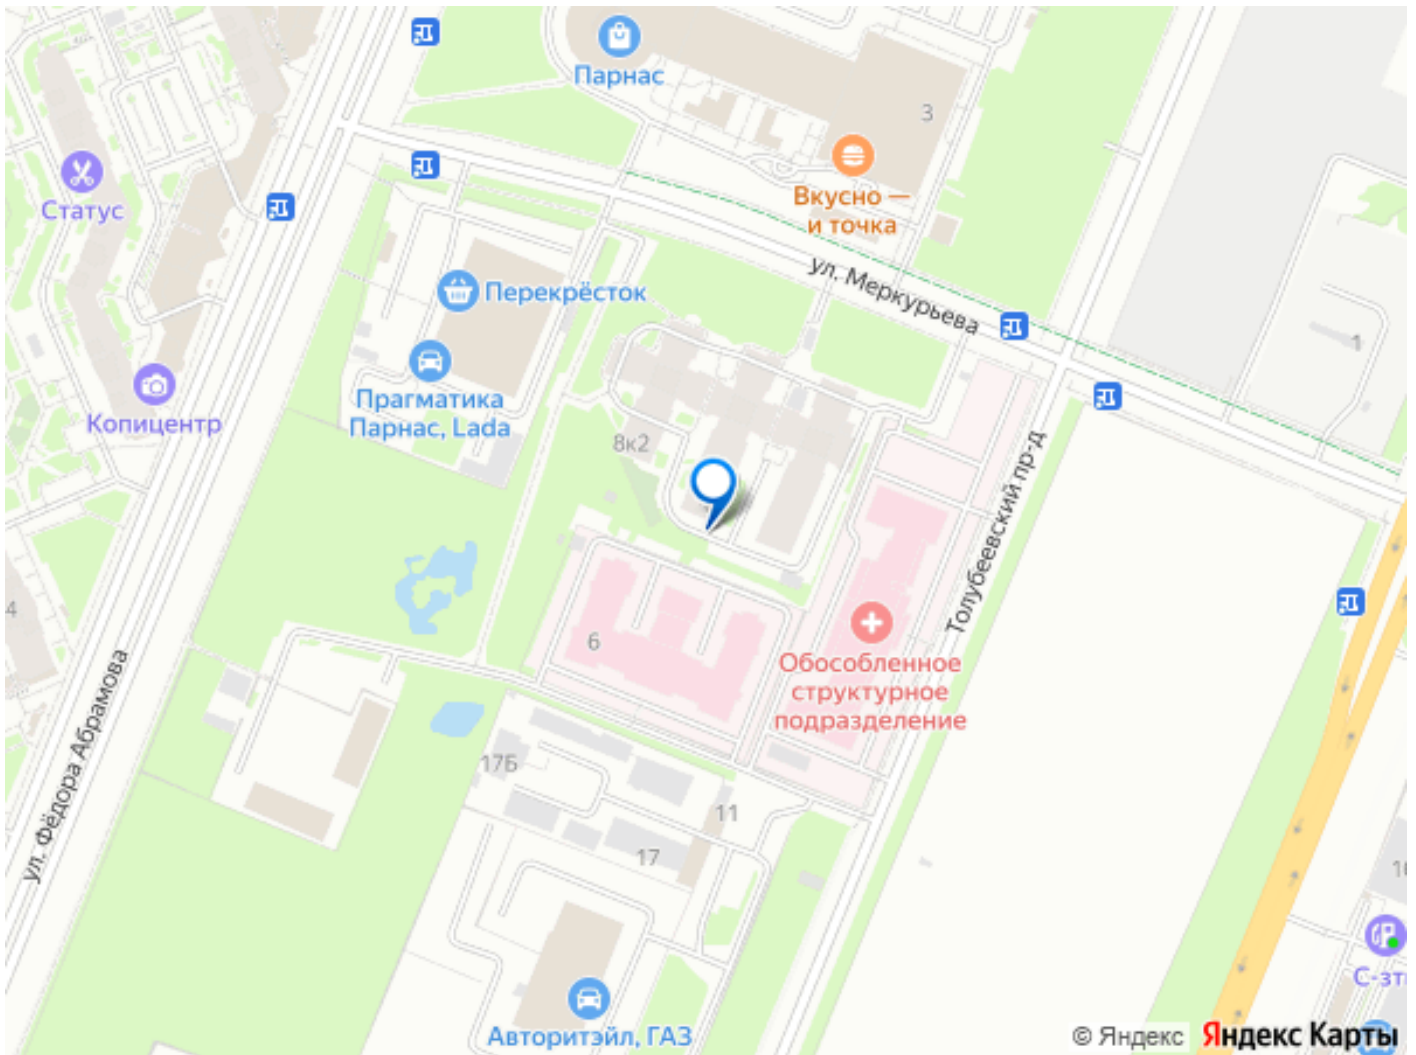 Парнас
3
Статус
Вкусно —
и точка
ул. Меркурьева
Перекрёсток
1
Прагматика
Парнас, Lada
Копицентр
8к2
Толубеевский пр-д
4
6
Обособленное
структурное
подразделение
ул. Фёдора Абрамова
17Б
11
17
С-зт
Авторитэйл, ГАЗ
© Яндекс Яндекс Карты